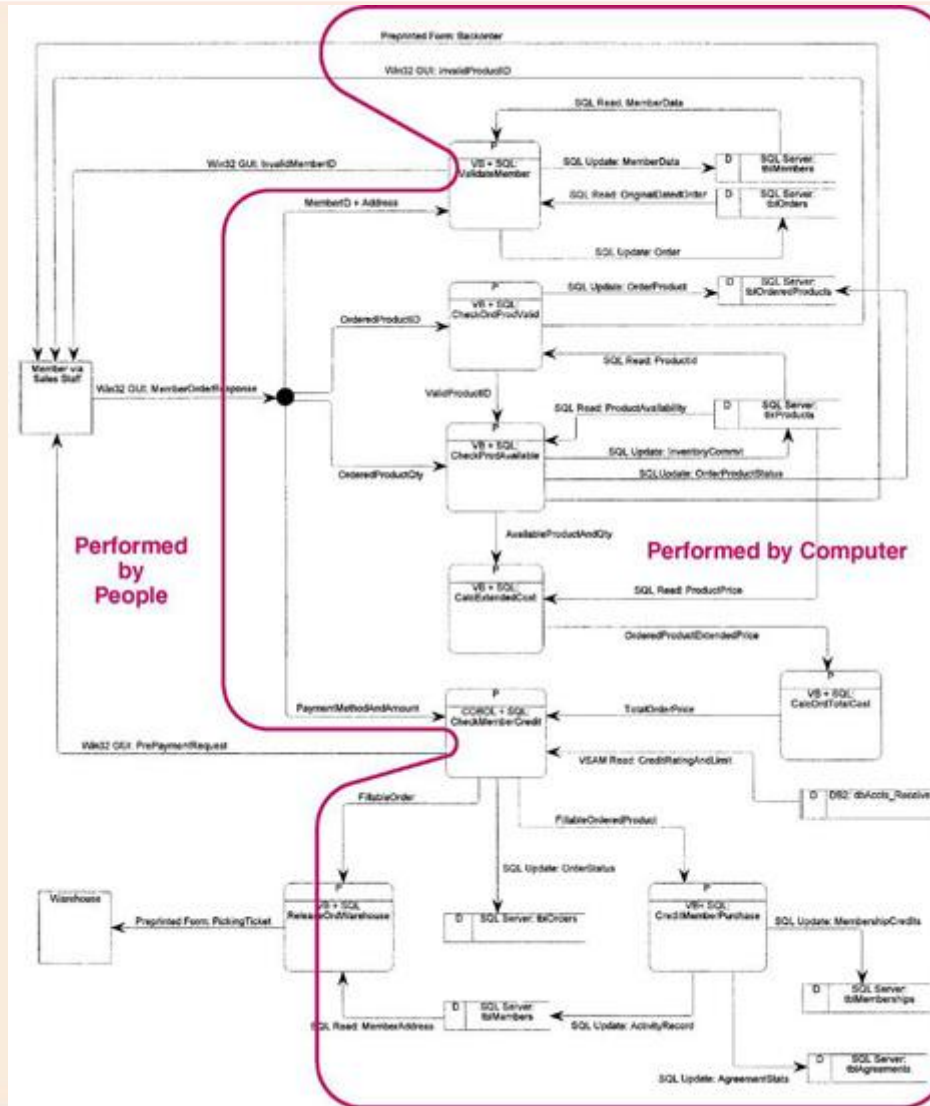 Preprinted Form: Backorder
Win32 GUI: InvalidProductID
SQL Read: MemberData
P
VB + SQL:
ValidateMember
Win32 GUI: InvalidMemberID
SQL Update: MemberData
D
SQL Server:
tblMembers
SQL Read: OriginalDatedOrder
D
SQL Server:
tblOrders
MemberID + Address
SQL Update: Order
P
VB + SQL:
CheckOrdProdValid
SQL Update: OrderProduct
D
SQL Server:
tblOrderedProducts
OrderedProductID
SQL Read: ProductId
Member via
Sales Staff
Win32 GUI: MemberOrderResponse
ValidProductID
SQL Read: ProductAvailability
D
SQL Server:
P
VB + SQL:
CheckProdAvailable
SQL Update: InventoryCommit
OrderedProductQty
SQLUpdate: OrderProductStatus
AvailableProductAndQty
Performed
by
People
Performed by Computer
P
VB + SQL:
CalcExtendedCost
SQL Read: ProductPrice
OrderedProductExtendedPrice
P
VB + SQL:
CalcOrdTotalCost
PaymentMethodAndAmount
P
COBOL + SQL:
CheckMemberCredit
TotalOrderPrice
Win32 GUI: PrePaymentRequest
VSAM Read: CreditRatingAndLimit
D
DB2: dbAccts_Receive
FillableOrder
FillableOrderedProduct
SQL Update: OrderStatus
Warehouse
Preprinted Form: PickingTicket
P
VB + SQL
ReleaseOrdWarehouse
D
SQL Server: tblOrders
P
VB+ SQL:
CreditMemberPurchase
SQL Update: MembershipCredits
D
SQL Server:
tblMemberships
SQL Read: MemberAddress
D
SQL Server:
tblMembers
SQL Update: ActivityRecord
SQL Update: AgreementStats
D
SQL Server:
tblAgreements